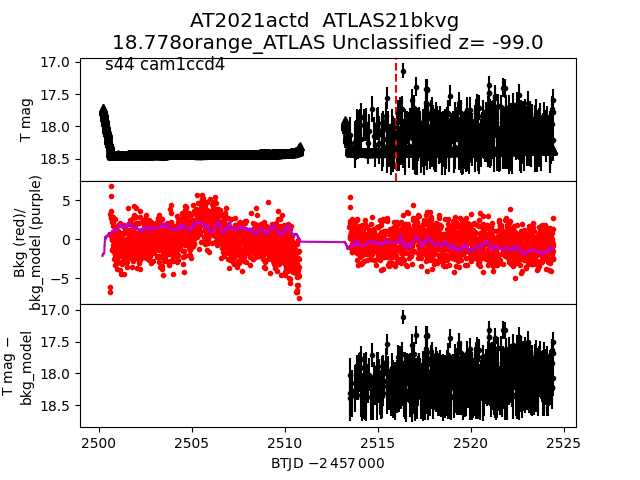 AT2021actd  ATLAS21bkvg
18.778orange_ATLAS Unclassified z= -99.0
s44 cam1ccd4
17.0
17.5
18.0
18.5
T mag
5
0
−5
Bkg (red)/
bkg_model (purple)
17.0
17.5
18.0
18.5
T mag −
bkg_model
2500 2505 2510 2515 2520 2525
BTJD −2 457 000